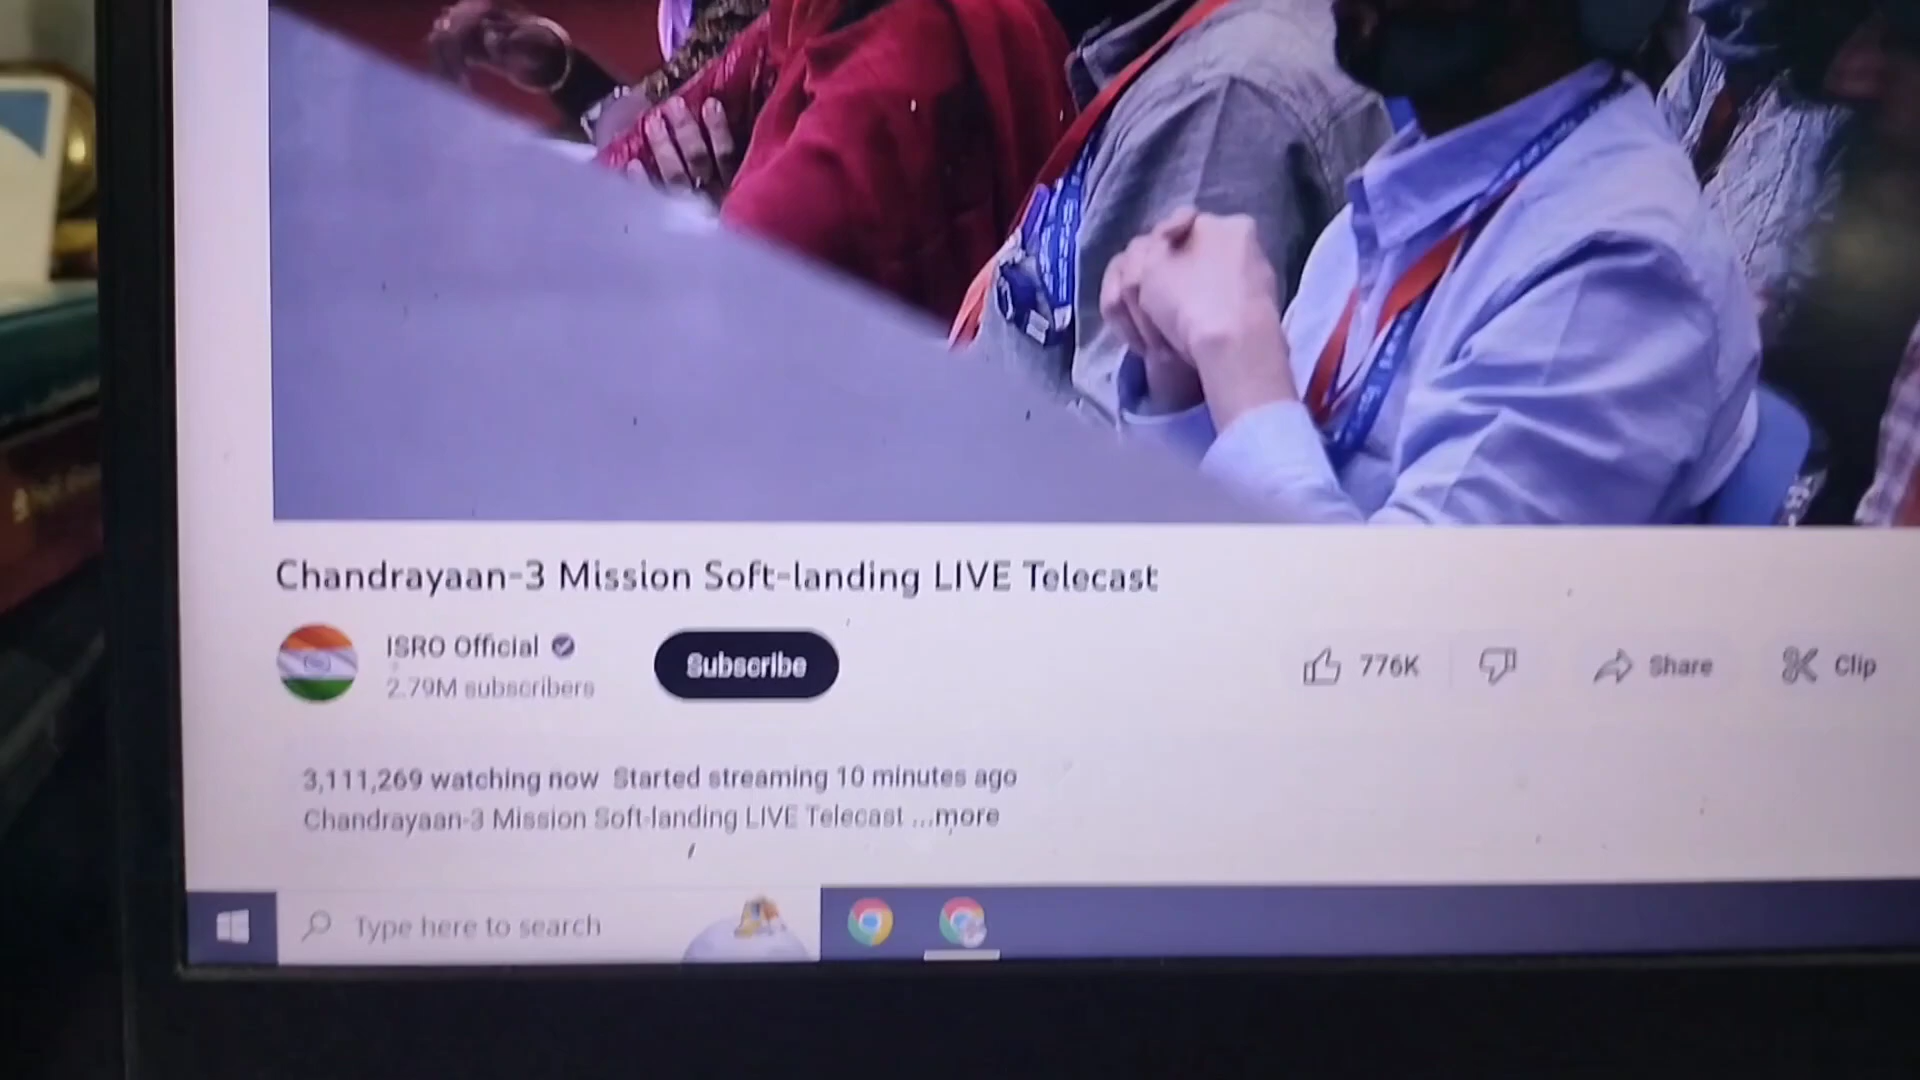 Chandrayaan-3 Mission Soft-landing LIVE Telecast
ISRO Official
2.79M subscribers
Subscribe
776K
Share
Clip
3,111,269 watching now Started streaming 10 minutes ago
Chandrayaan-3 Mission Soft-landing LIVE Telecast ...more
Type here to search